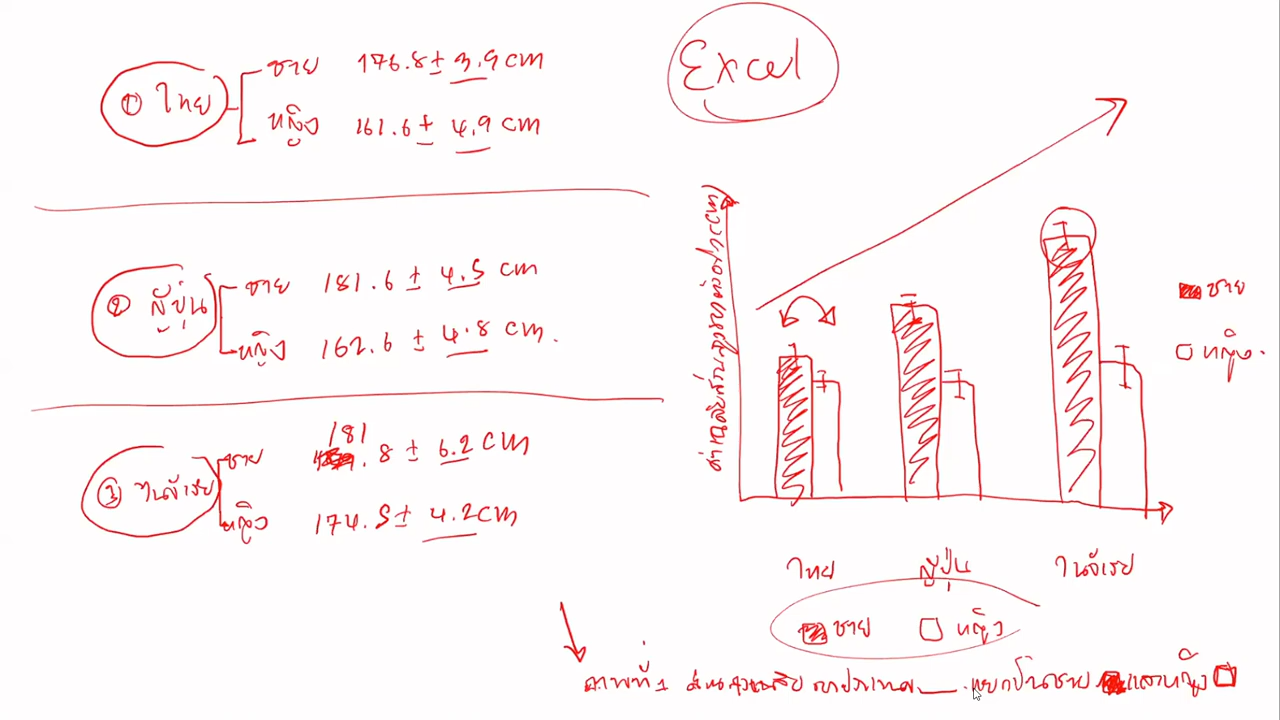 ① ไทย
ชาย 176.8 ± 3.9 cm
หญิง 161.6 ± 4.9 cm
② ญี่ปุ่น
ชาย 181.6 ± 4.5 cm
หญิง 162.6 ± 4.8 cm.
③ ไนจีเรีย
ชาย 181.8 ± 6.2 cm
หญิง 174.5 ± 4.2 cm
Excel
ชาย
หญิง
ไทย
ญี่ปุ่น
ไนจีเรีย
ชาย
หญิง
ภาพที่ 1 แยกเป็นชาย และหญิง